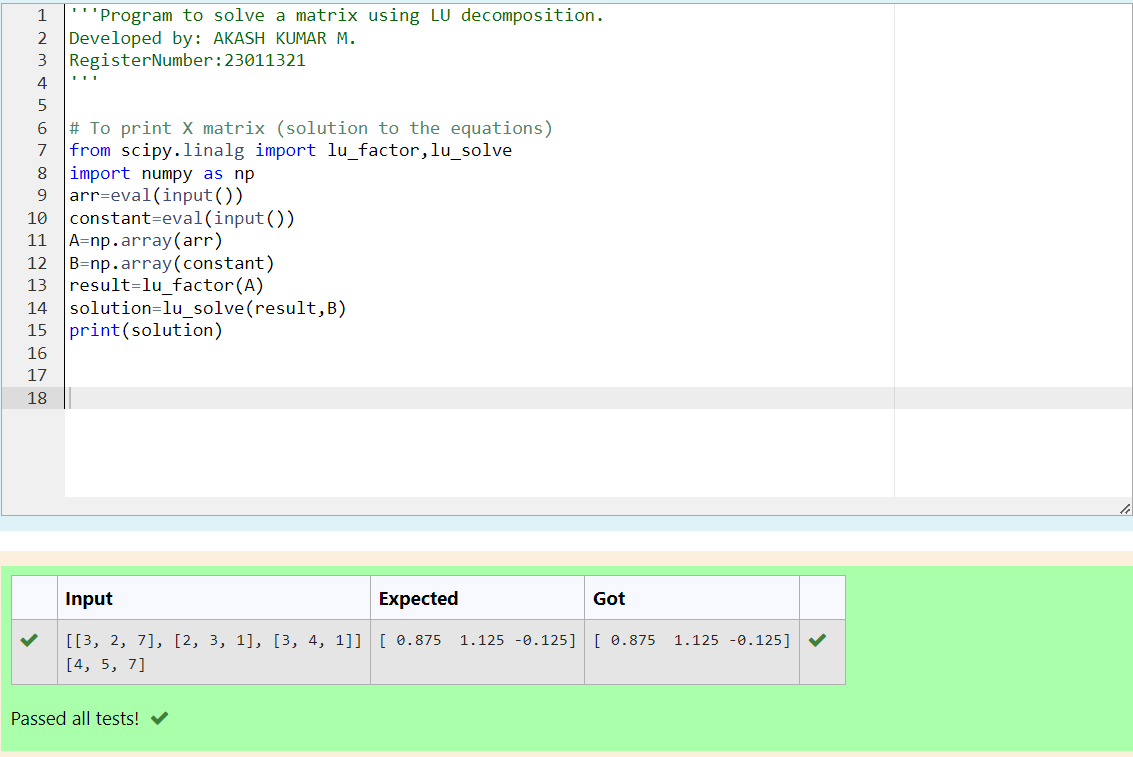 1 '''Program to solve a matrix using LU decomposition.
2 Developed by: AKASH KUMAR M.
3 RegisterNumber:23011321
4 '''
5
6 # To print X matrix (solution to the equations)
7 from scipy.linalg import lu_factor,lu_solve
8 import numpy as np
9 arr=eval(input())
10 constant=eval(input())
11 A=np.array(arr)
12 B=np.array(constant)
13 result=lu_factor(A)
14 solution=lu_solve(result,B)
15 print(solution)
16
17
18
Input Expected Got
[[3, 2, 7], [2, 3, 1], [3, 4, 1]] [ 0.875  1.125 -0.125] [ 0.875  1.125 -0.125]
[4, 5, 7]
Passed all tests!